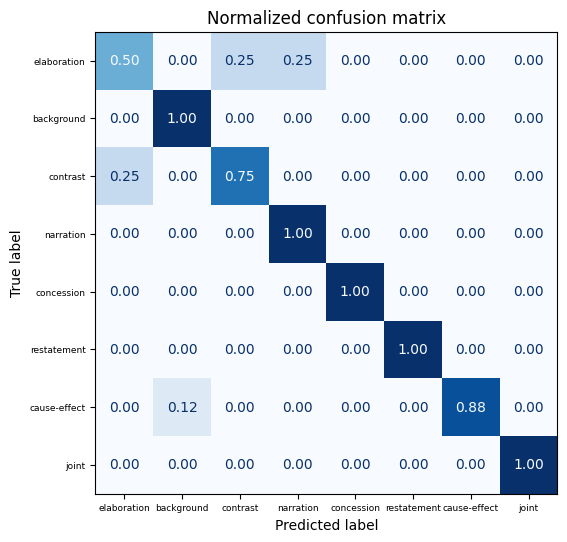 Normalized confusion matrix
True label
elaboration 0.50 0.00 0.25 0.25 0.00 0.00 0.00 0.00
background 0.00 1.00 0.00 0.00 0.00 0.00 0.00 0.00
contrast 0.25 0.00 0.75 0.00 0.00 0.00 0.00 0.00
narration 0.00 0.00 0.00 1.00 0.00 0.00 0.00 0.00
concession 0.00 0.00 0.00 0.00 1.00 0.00 0.00 0.00
restatement 0.00 0.00 0.00 0.00 0.00 1.00 0.00 0.00
cause-effect 0.00 0.12 0.00 0.00 0.00 0.00 0.88 0.00
joint 0.00 0.00 0.00 0.00 0.00 0.00 0.00 1.00
elaboration background contrast narration concession restatement cause-effect joint
Predicted label